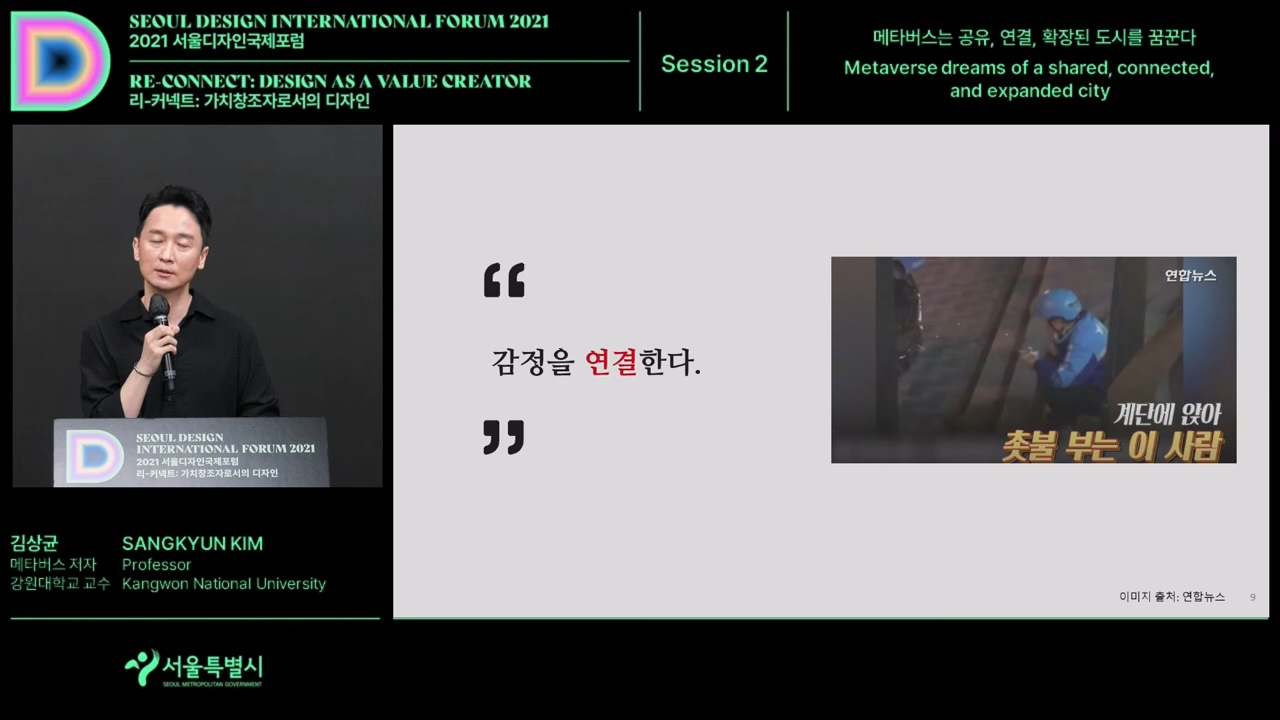 SEOUL DESIGN INTERNATIONAL FORUM 2021
2021 서울디자인국제포럼
RE-CONNECT: DESIGN AS A VALUE CREATOR
리-커넥트: 가치창조자로서의 디자인
Session 2
메타버스는 공유, 연결, 확장된 도시를 꿈꾼다
Metaverse dreams of a shared, connected,
and expanded city
SEOUL DESIGN
INTERNATIONAL FORUM 2021
2021 서울디자인국제포럼
리-커넥트: 가치창조자로서의 디자인
“
감정을 연결한다.
”
연합뉴스
계단에 앉아
촛불 부는 이 사람
이미지 출처: 연합뉴스
9
김상균 SANGKYUN KIM
메타버스 저자 Professor
강원대학교 교수 Kangwon National University
서울특별시
SEOUL METROPOLITAN GOVERNMENT